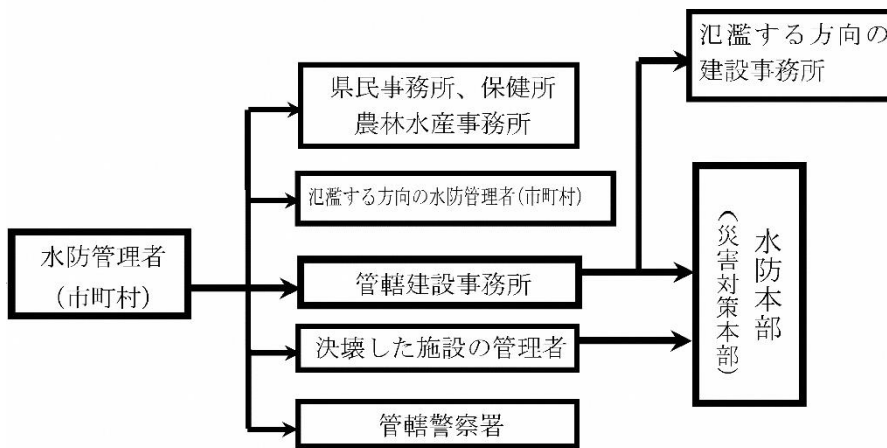 氾濫する方向の
建設事務所
県民事務所、保健所
農林水産事務所
氾濫する方向の水防管理者(市町村)
水防管理者
(市町村)
管轄建設事務所
水防本部
(災害対策本部)
決壊した施設の管理者
管轄警察署